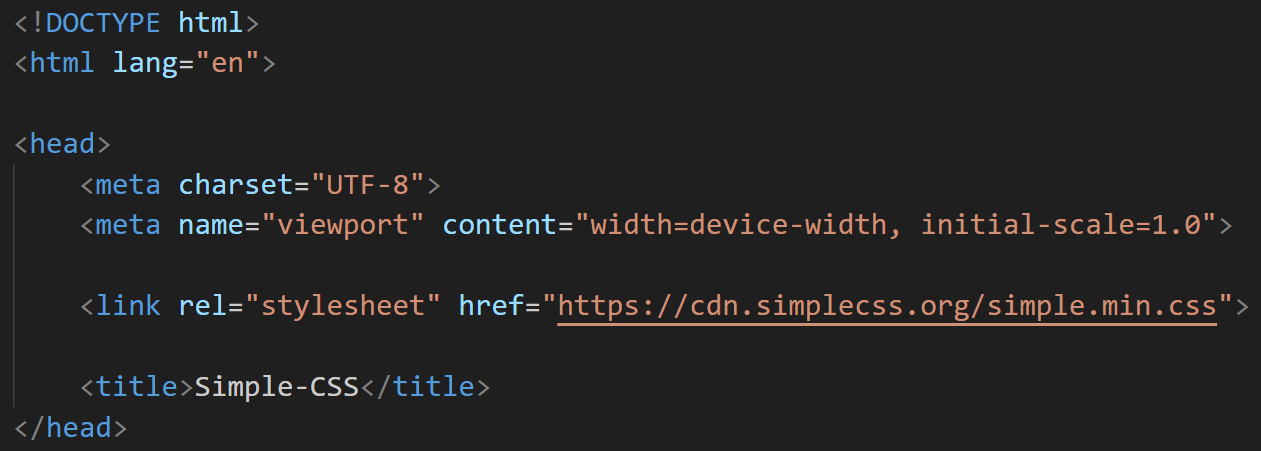 <!DOCTYPE html>
<html lang="en">
<head>
<meta charset="UTF-8">
<meta name="viewport" content="width=device-width, initial-scale=1.0">
<link rel="stylesheet" href="https://cdn.simplecss.org/simple.min.css">
<title>Simple-CSS</title>
</head>